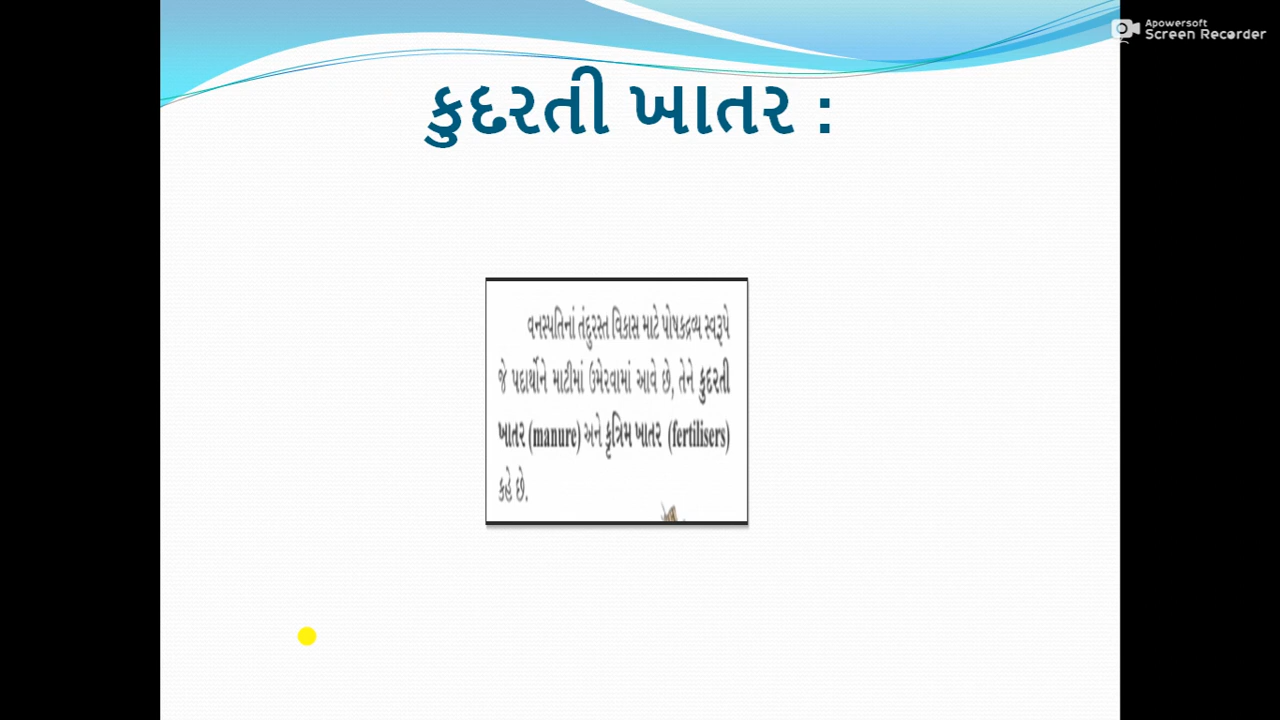 Apowersoft
Screen Recorder
કુદરતી ખાતર :
વનસ્પતિનાં તંદુરસ્ત વિકાસ માટે પોષકદ્રવ્ય સ્વરૂપે
જે પદાર્થોને માટીમાં ઉમેરવામાં આવે છે, તેને કુદરતી
ખાતર (manure) અને કૃત્રિમ ખાતર (fertilisers)
કહે છે.